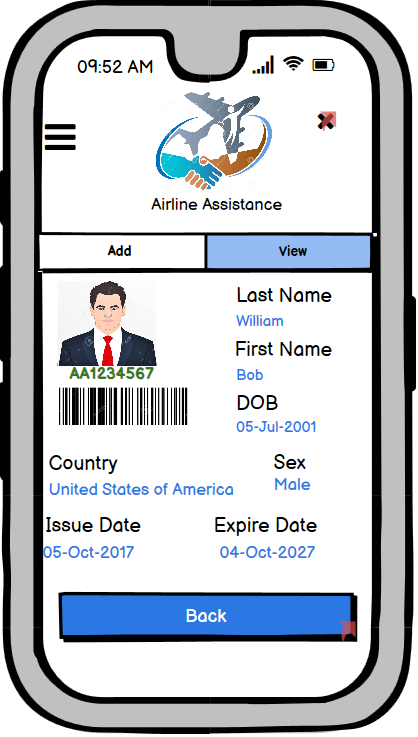 09:52 AM
Airline Assistance
Add View
Last Name
William
First Name
Bob
AA1234567
DOB
05-Jul-2001
Country Sex
United States of America Male
Issue Date Expire Date
05-Oct-2017 04-Oct-2027
Back